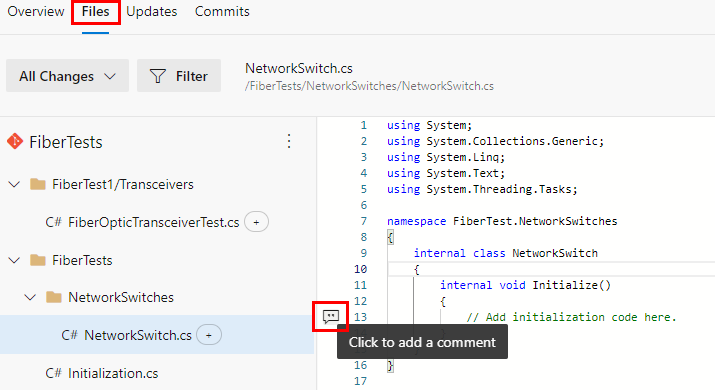 Overview Files Updates Commits
All Changes Filter
NetworkSwitch.cs
/FiberTests/NetworkSwitches/NetworkSwitch.cs
FiberTests
FiberTest1/Transceivers
C# FiberOpticTransceiverTest.cs +
FiberTests
NetworkSwitches
C# NetworkSwitch.cs +
C# Initialization.cs
1 using System;
2 using System.Collections.Generic;
3 using System.Linq;
4 using System.Text;
5 using System.Threading.Tasks;
6
7 namespace FiberTest.NetworkSwitches
8 {
9 internal class NetworkSwitch
10 {
11 internal void Initialize()
12 {
13 // Add initialization code here.
Click to add a comment
16 }
17